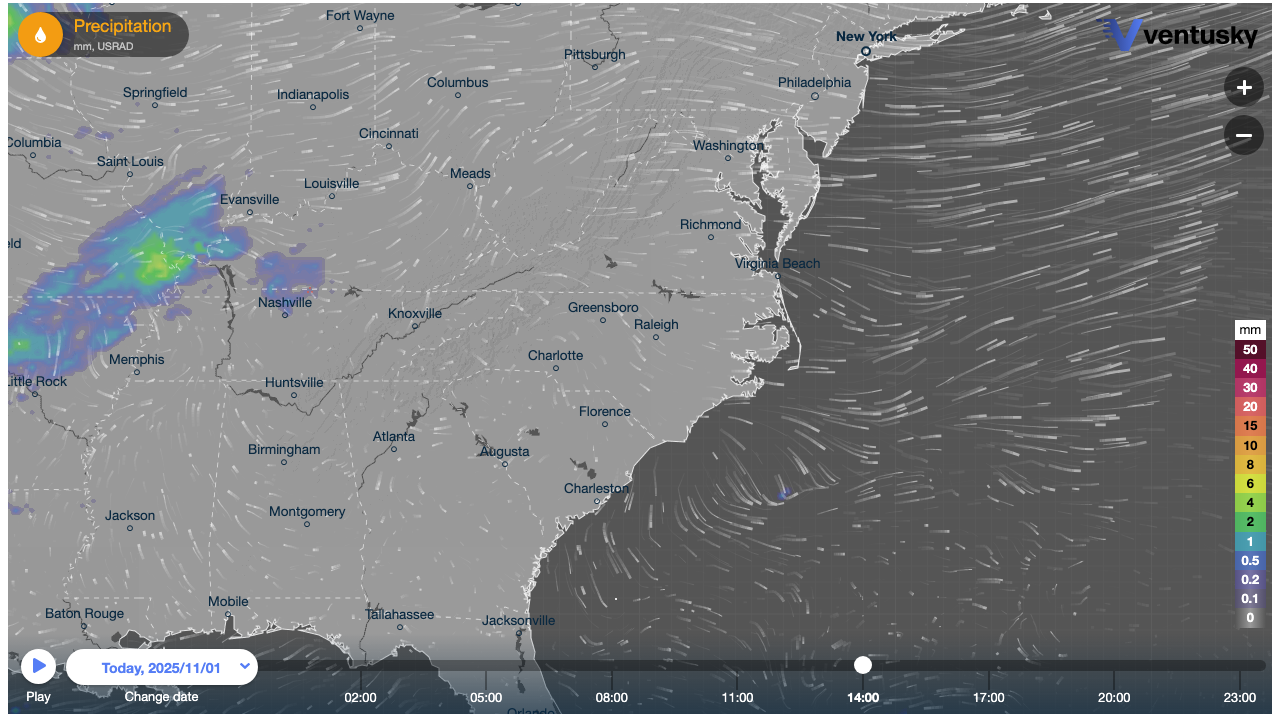 Precipitation
mm, USRAD
ventusky
Fort Wayne
New York
Pittsburgh
Columbus
Philadelphia
Springfield
Indianapolis
+
−
Cincinnati
Columbia
Washington
Saint Louis
Meads
Louisville
Evansville
Richmond
eld
Virginia Beach
Nashville
Greensboro
Knoxville
Raleigh
mm
50
Charlotte
Memphis
40
Little Rock
Huntsville
30
Florence
20
15
Atlanta
10
Birmingham
Augusta
8
6
Charleston
4
Jackson
Montgomery
2
1
0.5
0.2
0.1
Mobile
Baton Rouge
Tallahassee
Jacksonville
0
Today, 2025/11/01
Play
Change date
02:00
05:00
08:00
11:00
14:00
17:00
20:00
23:00
Orlando